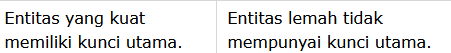 Entitas yang kuat
memiliki kunci utama.
Entitas lemah tidak
mempunyai kunci utama.